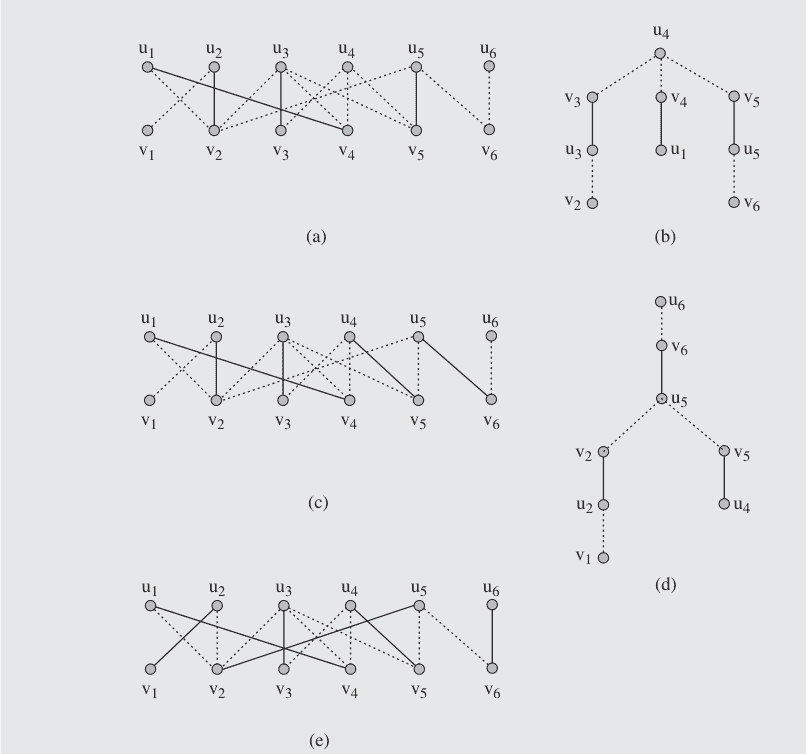 u1 u2 u3 u4 u5 u6
v1 v2 v3 v4 v5 v6
(a)
u4
v3 v4 v5
u3 u1 u5
v2 v6
(b)
u1 u2 u3 u4 u5 u6
v1 v2 v3 v4 v5 v6
(c)
u6
v6
u5
v2 v5
u2 u4
v1
(d)
u1 u2 u3 u4 u5 u6
v1 v2 v3 v4 v5 v6
(e)